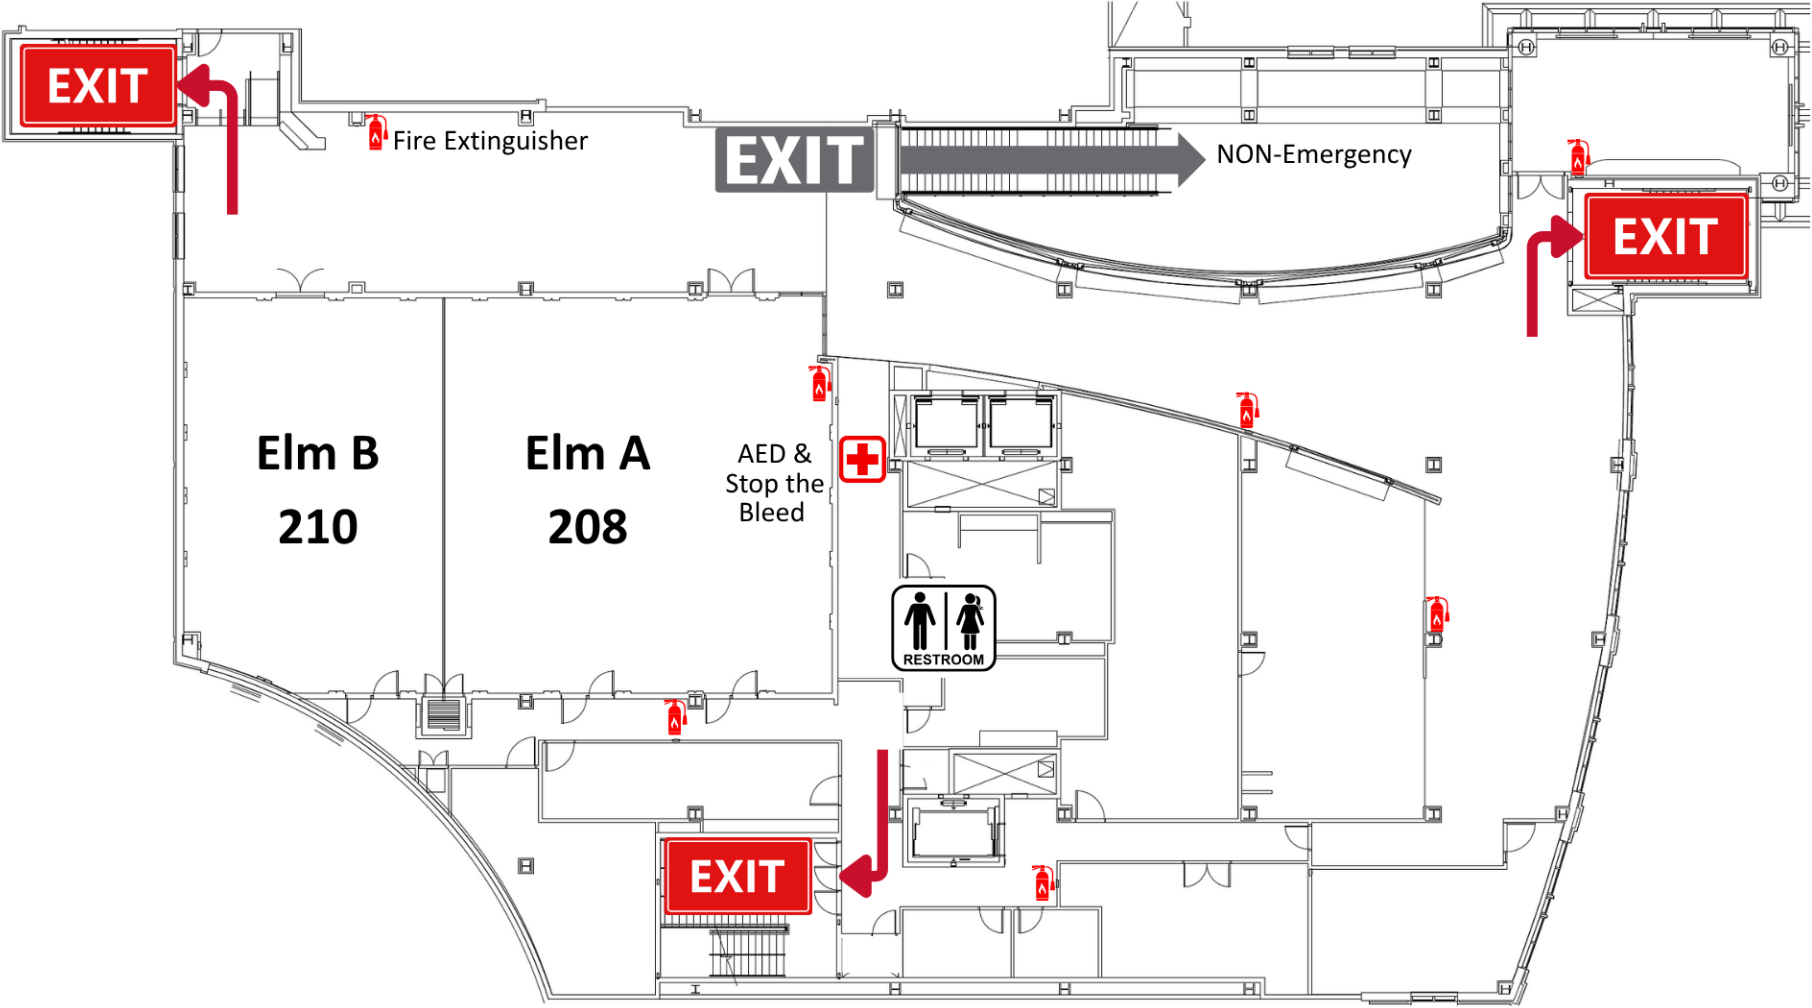 EXIT
Fire Extinguisher
EXIT
NON-Emergency
EXIT
Elm B
210
Elm A
208
AED &
Stop the
Bleed
RESTROOM
EXIT